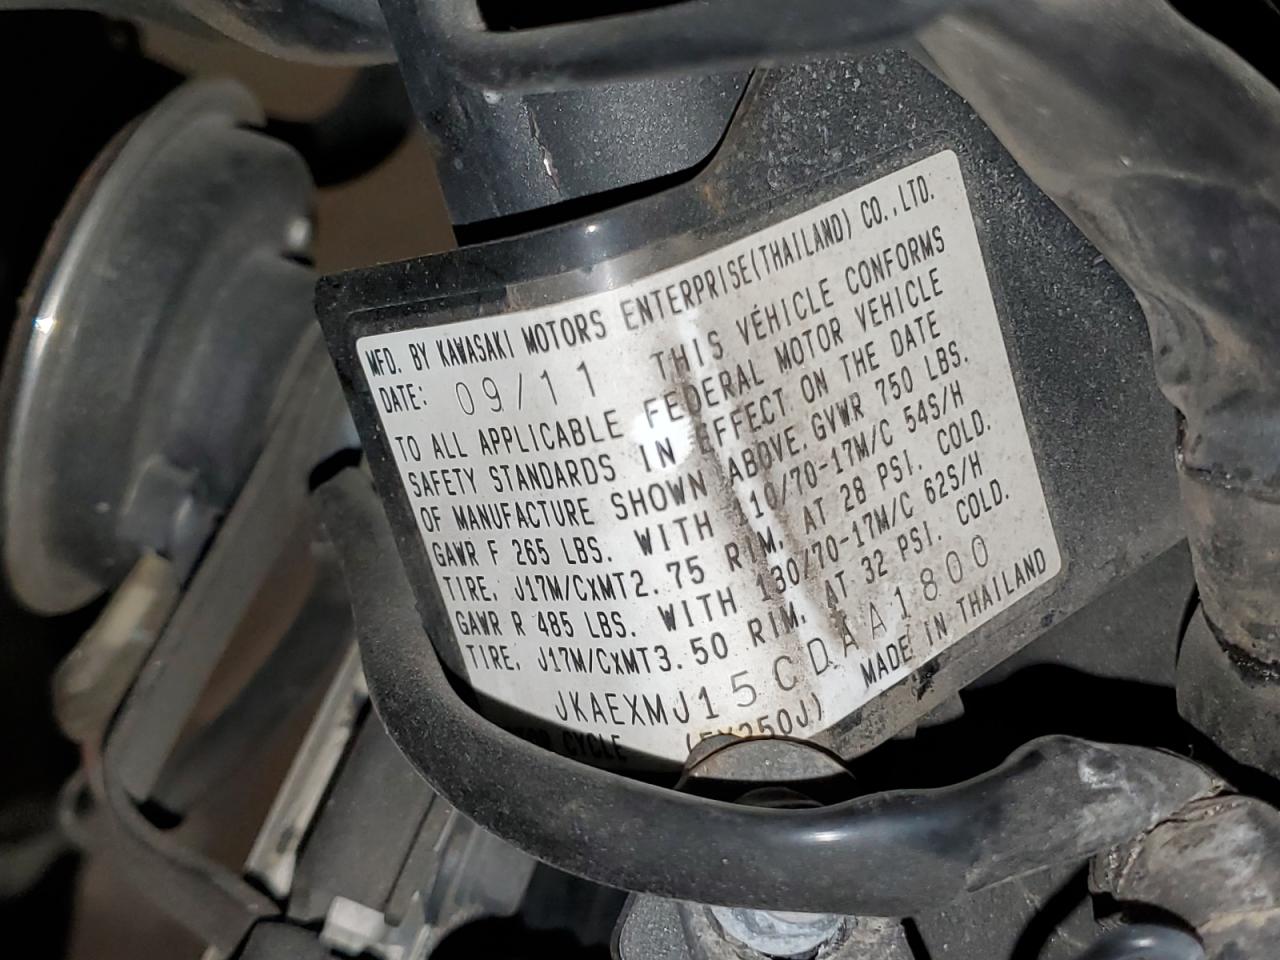 MFD. BY KAWASAKI MOTORS ENTERPRISE(THAILAND) CO.,LTD.
DATE: 09/11 THIS VEHICLE CONFORMS
TO ALL APPLICABLE FEDERAL MOTOR VEHICLE
SAFETY STANDARDS IN EFFECT ON THE DATE
OF MANUFACTURE SHOWN ABOVE.GVWR 750 LBS.
GAWR F 265 LBS. WITH 110/70-17M/C 54S/H
TIRE, J17M/CxMT2.75 RIM, AT 28 PSI. COLD.
GAWR R 485 LBS. WITH 130/70-17M/C 62S/H
TIRE, J17M/CxMT3.50 RIM, AT 32 PSI. COLD.
JKAEXMJ15CDAA1800
CYCLE (EX250J) MADE IN THAILAND